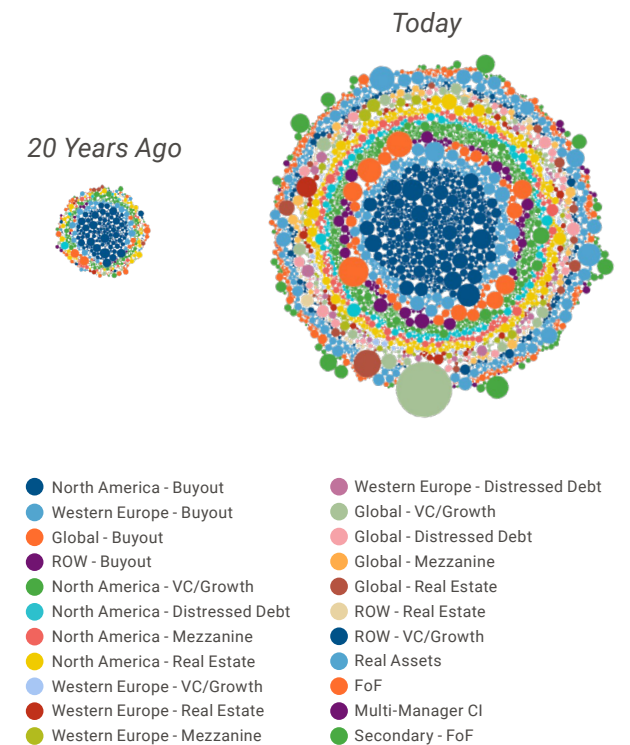 Today
20 Years Ago
North America - Buyout
Western Europe - Buyout
Global - Buyout
ROW - Buyout
North America - VC/Growth
North America - Distressed Debt
North America - Mezzanine
North America - Real Estate
Western Europe - VC/Growth
Western Europe - Real Estate
Western Europe - Mezzanine
Western Europe - Distressed Debt
Global - VC/Growth
Global - Distressed Debt
Global - Mezzanine
Global - Real Estate
ROW - Real Estate
ROW - VC/Growth
Real Assets
FoF
Multi-Manager CI
Secondary - FoF